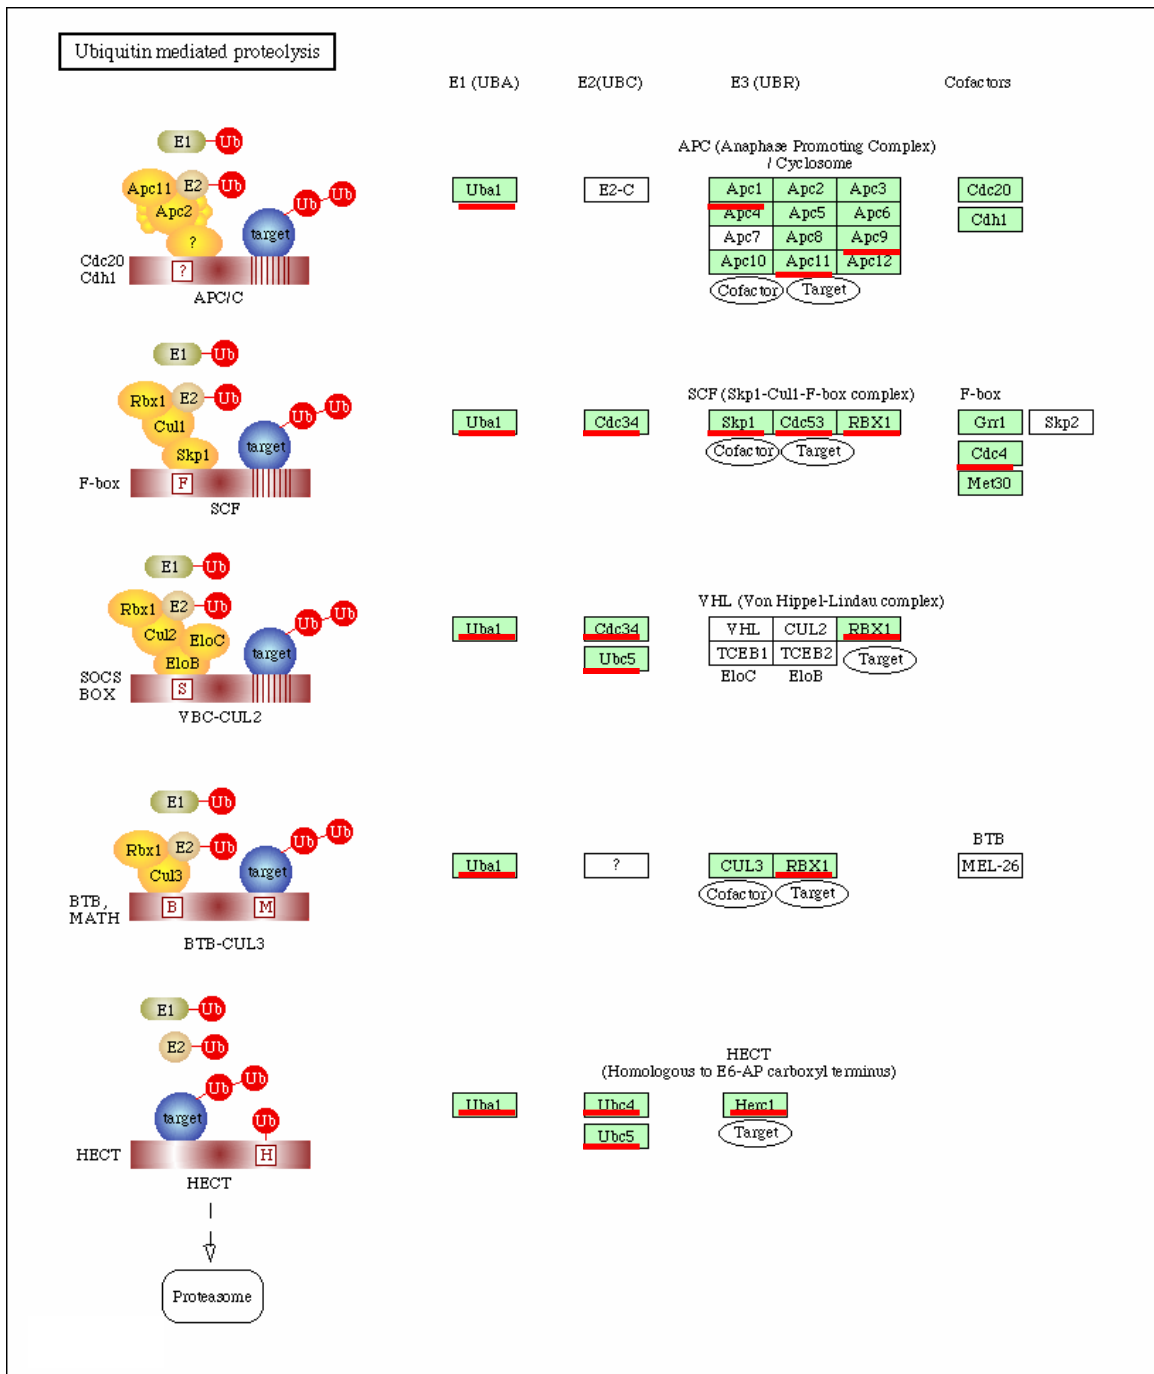 Ubiquitin mediated proteolysis
E1 (UBA) E2(UBC) E3 (UBR) Cofactors
E1 Ub
Apc11 E2 Ub
Apc2
?
Ub Ub
target
Cdc20
Cdh1
?
APC/C
Uba1
E2-C
APC (Anaphase Promoting Complex)
/ Cyclosome
Apc1 Apc2 Apc3
Apc4 Apc5 Apc6
Apc7 Apc8 Apc9
Apc10 Apc11 Apc12
Cofactor Target
Cdc20
Cdh1
E1 Ub
Rbx1 E2 Ub
Cul1
Skp1
Ub Ub
target
F-box
F
SCF
Uba1
Cdc34
SCF (Skp1-Cul1-F-box complex)
Skp1 Cdc53 RBX1
Cofactor Target
F-box
Grr1 Skp2
Cdc4
Met30
E1 Ub
Rbx1 E2 Ub
Cul2 EloC
EloB
Ub Ub
target
SOCS
BOX
S
VBC-CUL2
Uba1
Cdc34
Ubc5
VHL (Von Hippel-Lindau complex)
VHL CUL2 RBX1
TCEB1 TCEB2 Target
EloC EloB
E1 Ub
Rbx1 E2 Ub
Cul3
Ub Ub
target
BTB,
MATH
B M
BTB-CUL3
Uba1
?
CUL3 RBX1
Cofactor Target
BTB
MEL-26
E1 Ub
E2 Ub
Ub Ub
target
Ub
HECT
H
HECT
HECT
(Homologous to E6-AP carboxyl terminus)
Uba1
Ubc4
Ubc5
Herc1
Target
Proteasome